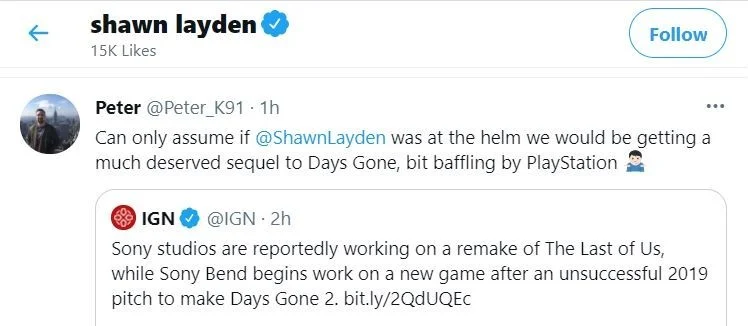 shawn layden
15K Likes
Follow
Peter @Peter_K91 · 1h
Can only assume if @ShawnLayden was at the helm we would be getting a
much deserved sequel to Days Gone, bit baffling by PlayStation 🤷🏻‍♂️
IGN @IGN · 2h
Sony studios are reportedly working on a remake of The Last of Us,
while Sony Bend begins work on a new game after an unsuccessful 2019
pitch to make Days Gone 2. bit.ly/2QdUQEc